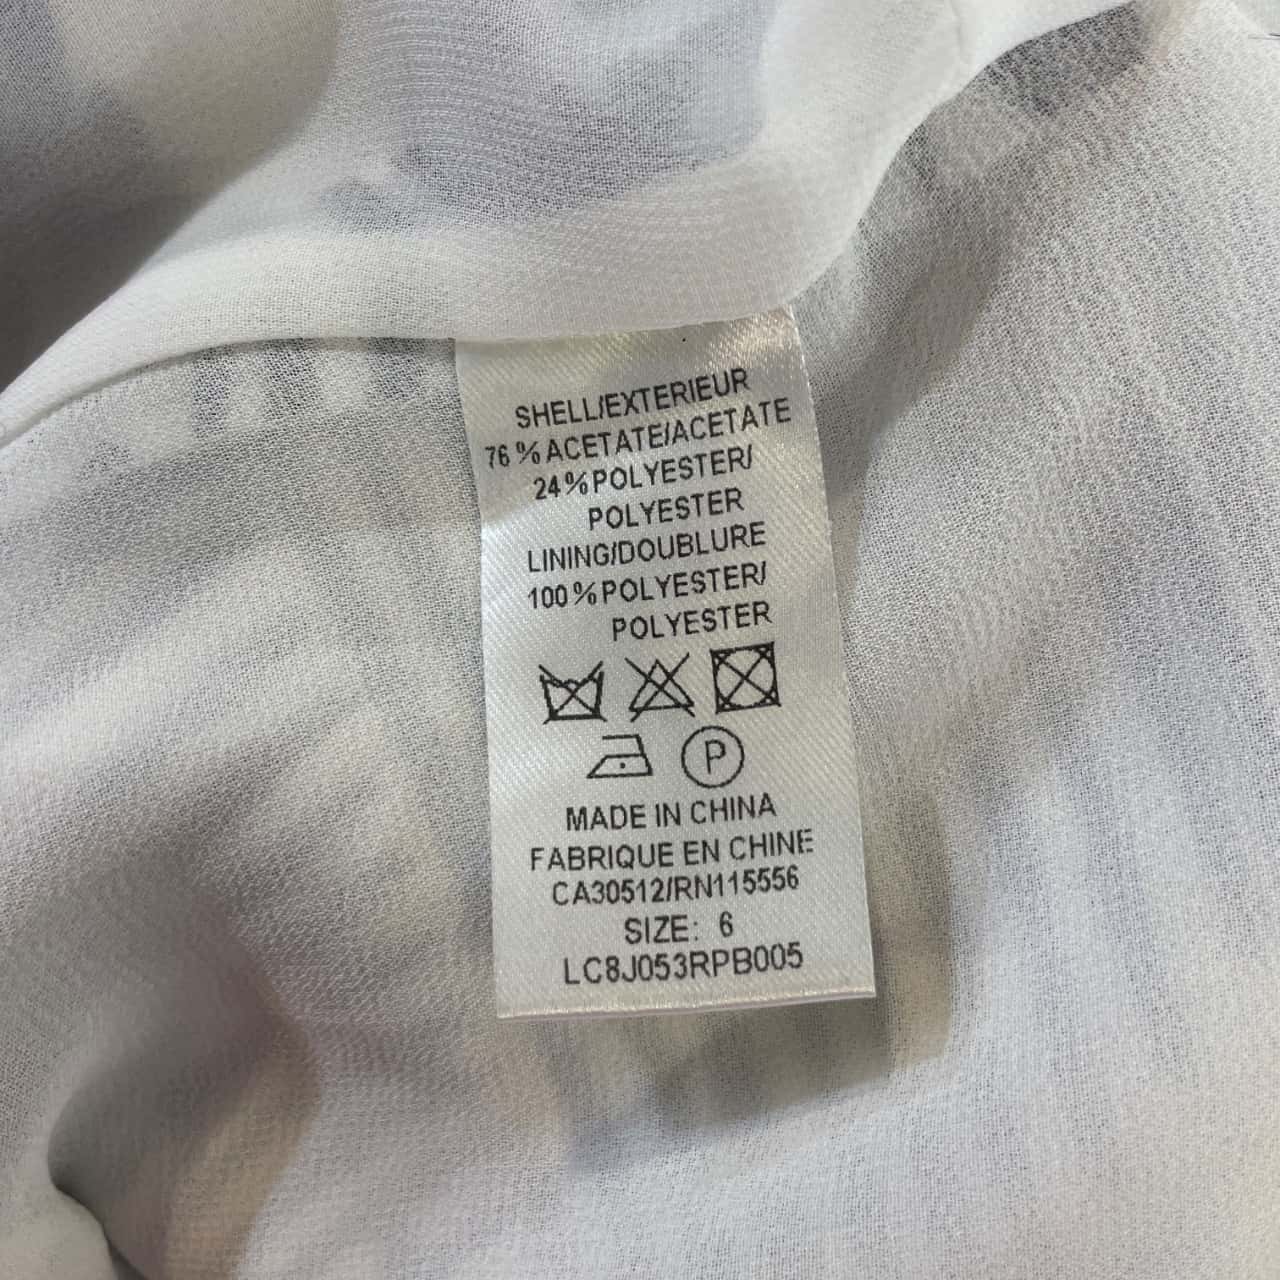 SHELL/EXTERIEUR
76%ACETATE/ACETATE
24%POLYESTER/
POLYESTER
LINING/DOUBLURE
100%POLYESTER/
POLYESTER
P
MADE IN CHINA
FABRIQUE EN CHINE
CA30512/RN115556
SIZE: 6
LC8J053RPB005